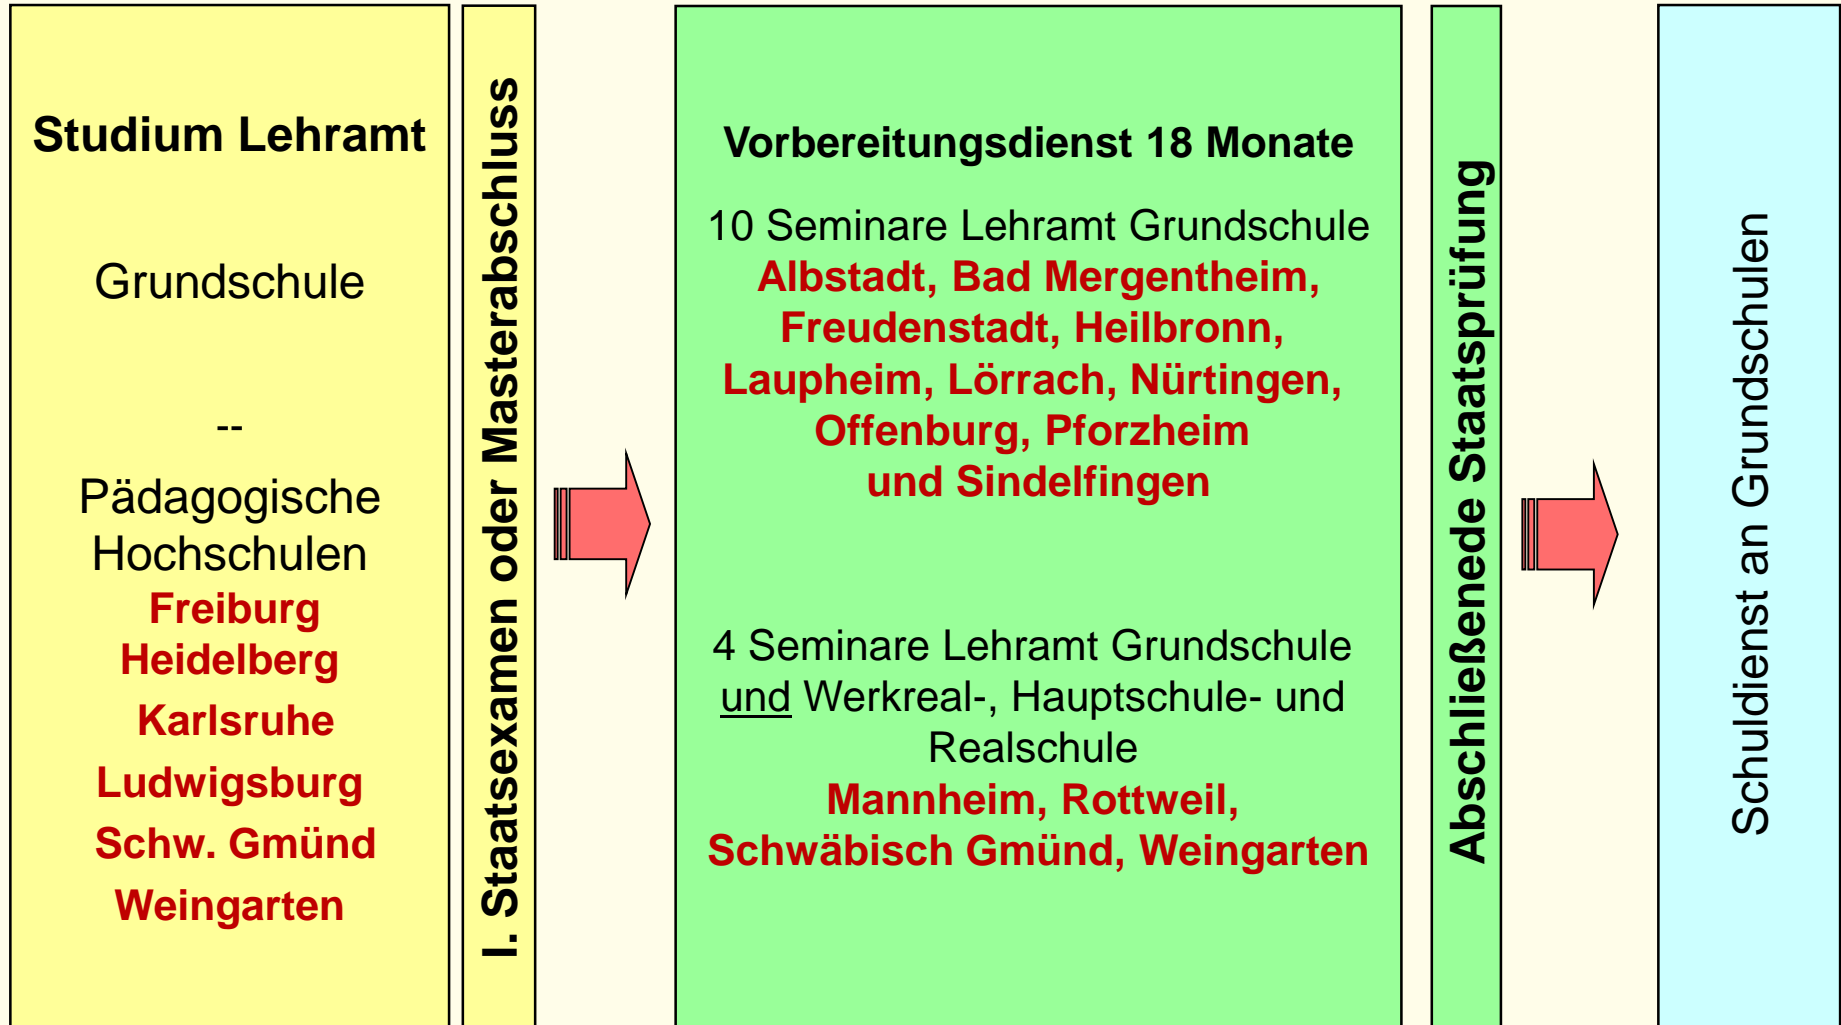 Studium Lehramt
Grundschule
--
Pädagogische
Hochschulen
Freiburg
Heidelberg
Karlsruhe
Ludwigsburg
Schw. Gmünd
Weingarten
I. Staatsexamen oder Masterabschluss
Vorbereitungsdienst 18 Monate
10 Seminare Lehramt Grundschule
Albstadt, Bad Mergentheim,
Freudenstadt, Heilbronn,
Laupheim, Lörrach, Nürtingen,
Offenburg, Pforzheim
und Sindelfingen
4 Seminare Lehramt Grundschule
und Werkreal-, Hauptschule- und
Realschule
Mannheim, Rottweil,
Schwäbisch Gmünd, Weingarten
Abschließenede Staatsprüfung
Schuldienst an Grundschulen